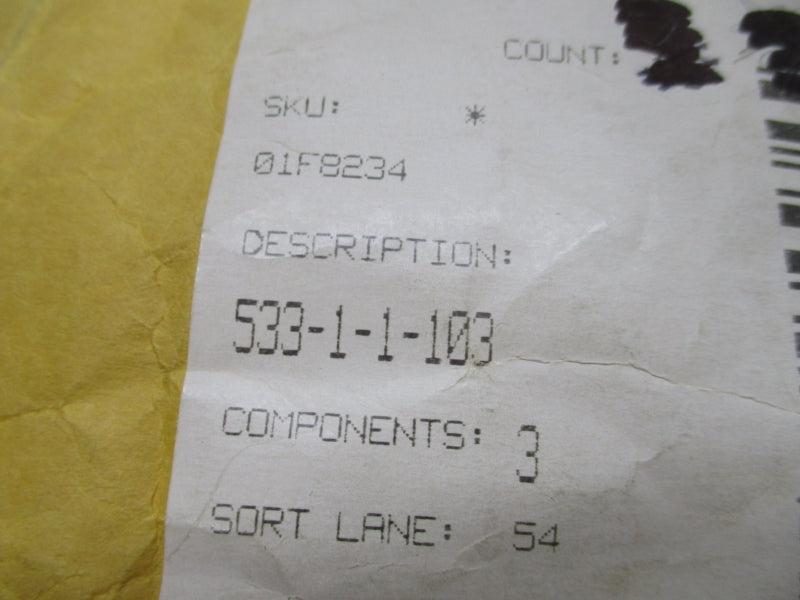 COUNT:
SKU: *
01F8234
DESCRIPTION:
533-1-1-103
COMPONENTS: 3
SORT LANE: 54